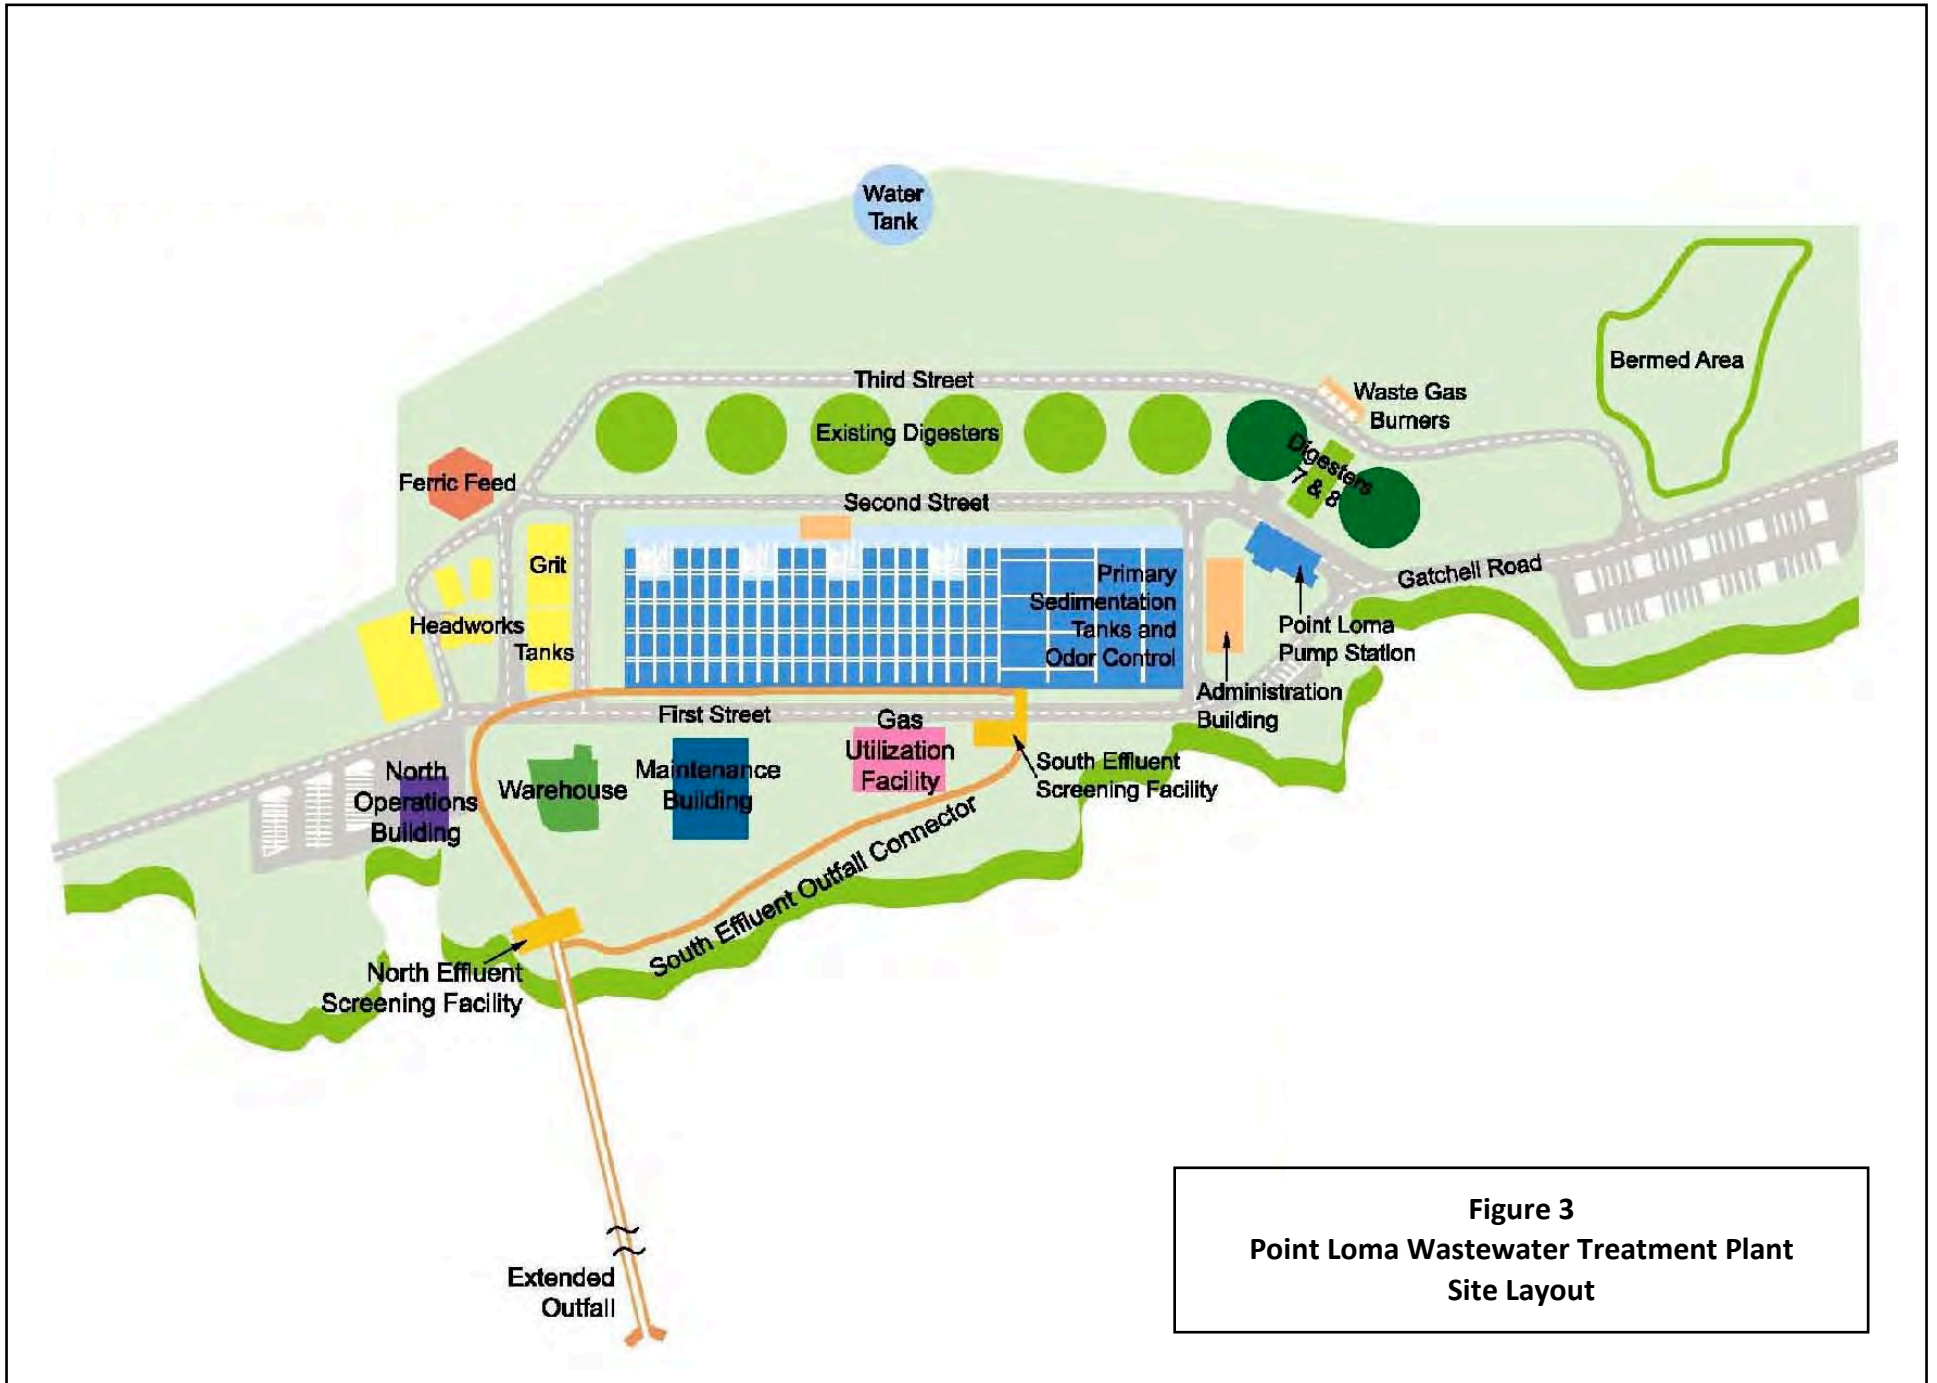 Water
Tank
Third Street
Waste Gas
Burners
Bermed Area
Existing Digesters
Digesters
7 & 8
Ferric Feed
Second Street
Grit
Tanks
Headworks
Primary
Sedimentation
Tanks and
Odor Control
Gatchell Road
Point Loma
Pump Station
Administration
Building
First Street
Gas
Utilization
Facility
South Effluent
Screening Facility
North
Operations
Building
Warehouse
Maintenance
Building
South Effluent Outfall Connector
North Effluent
Screening Facility
Extended
Outfall
Figure 3
Point Loma Wastewater Treatment Plant
Site Layout